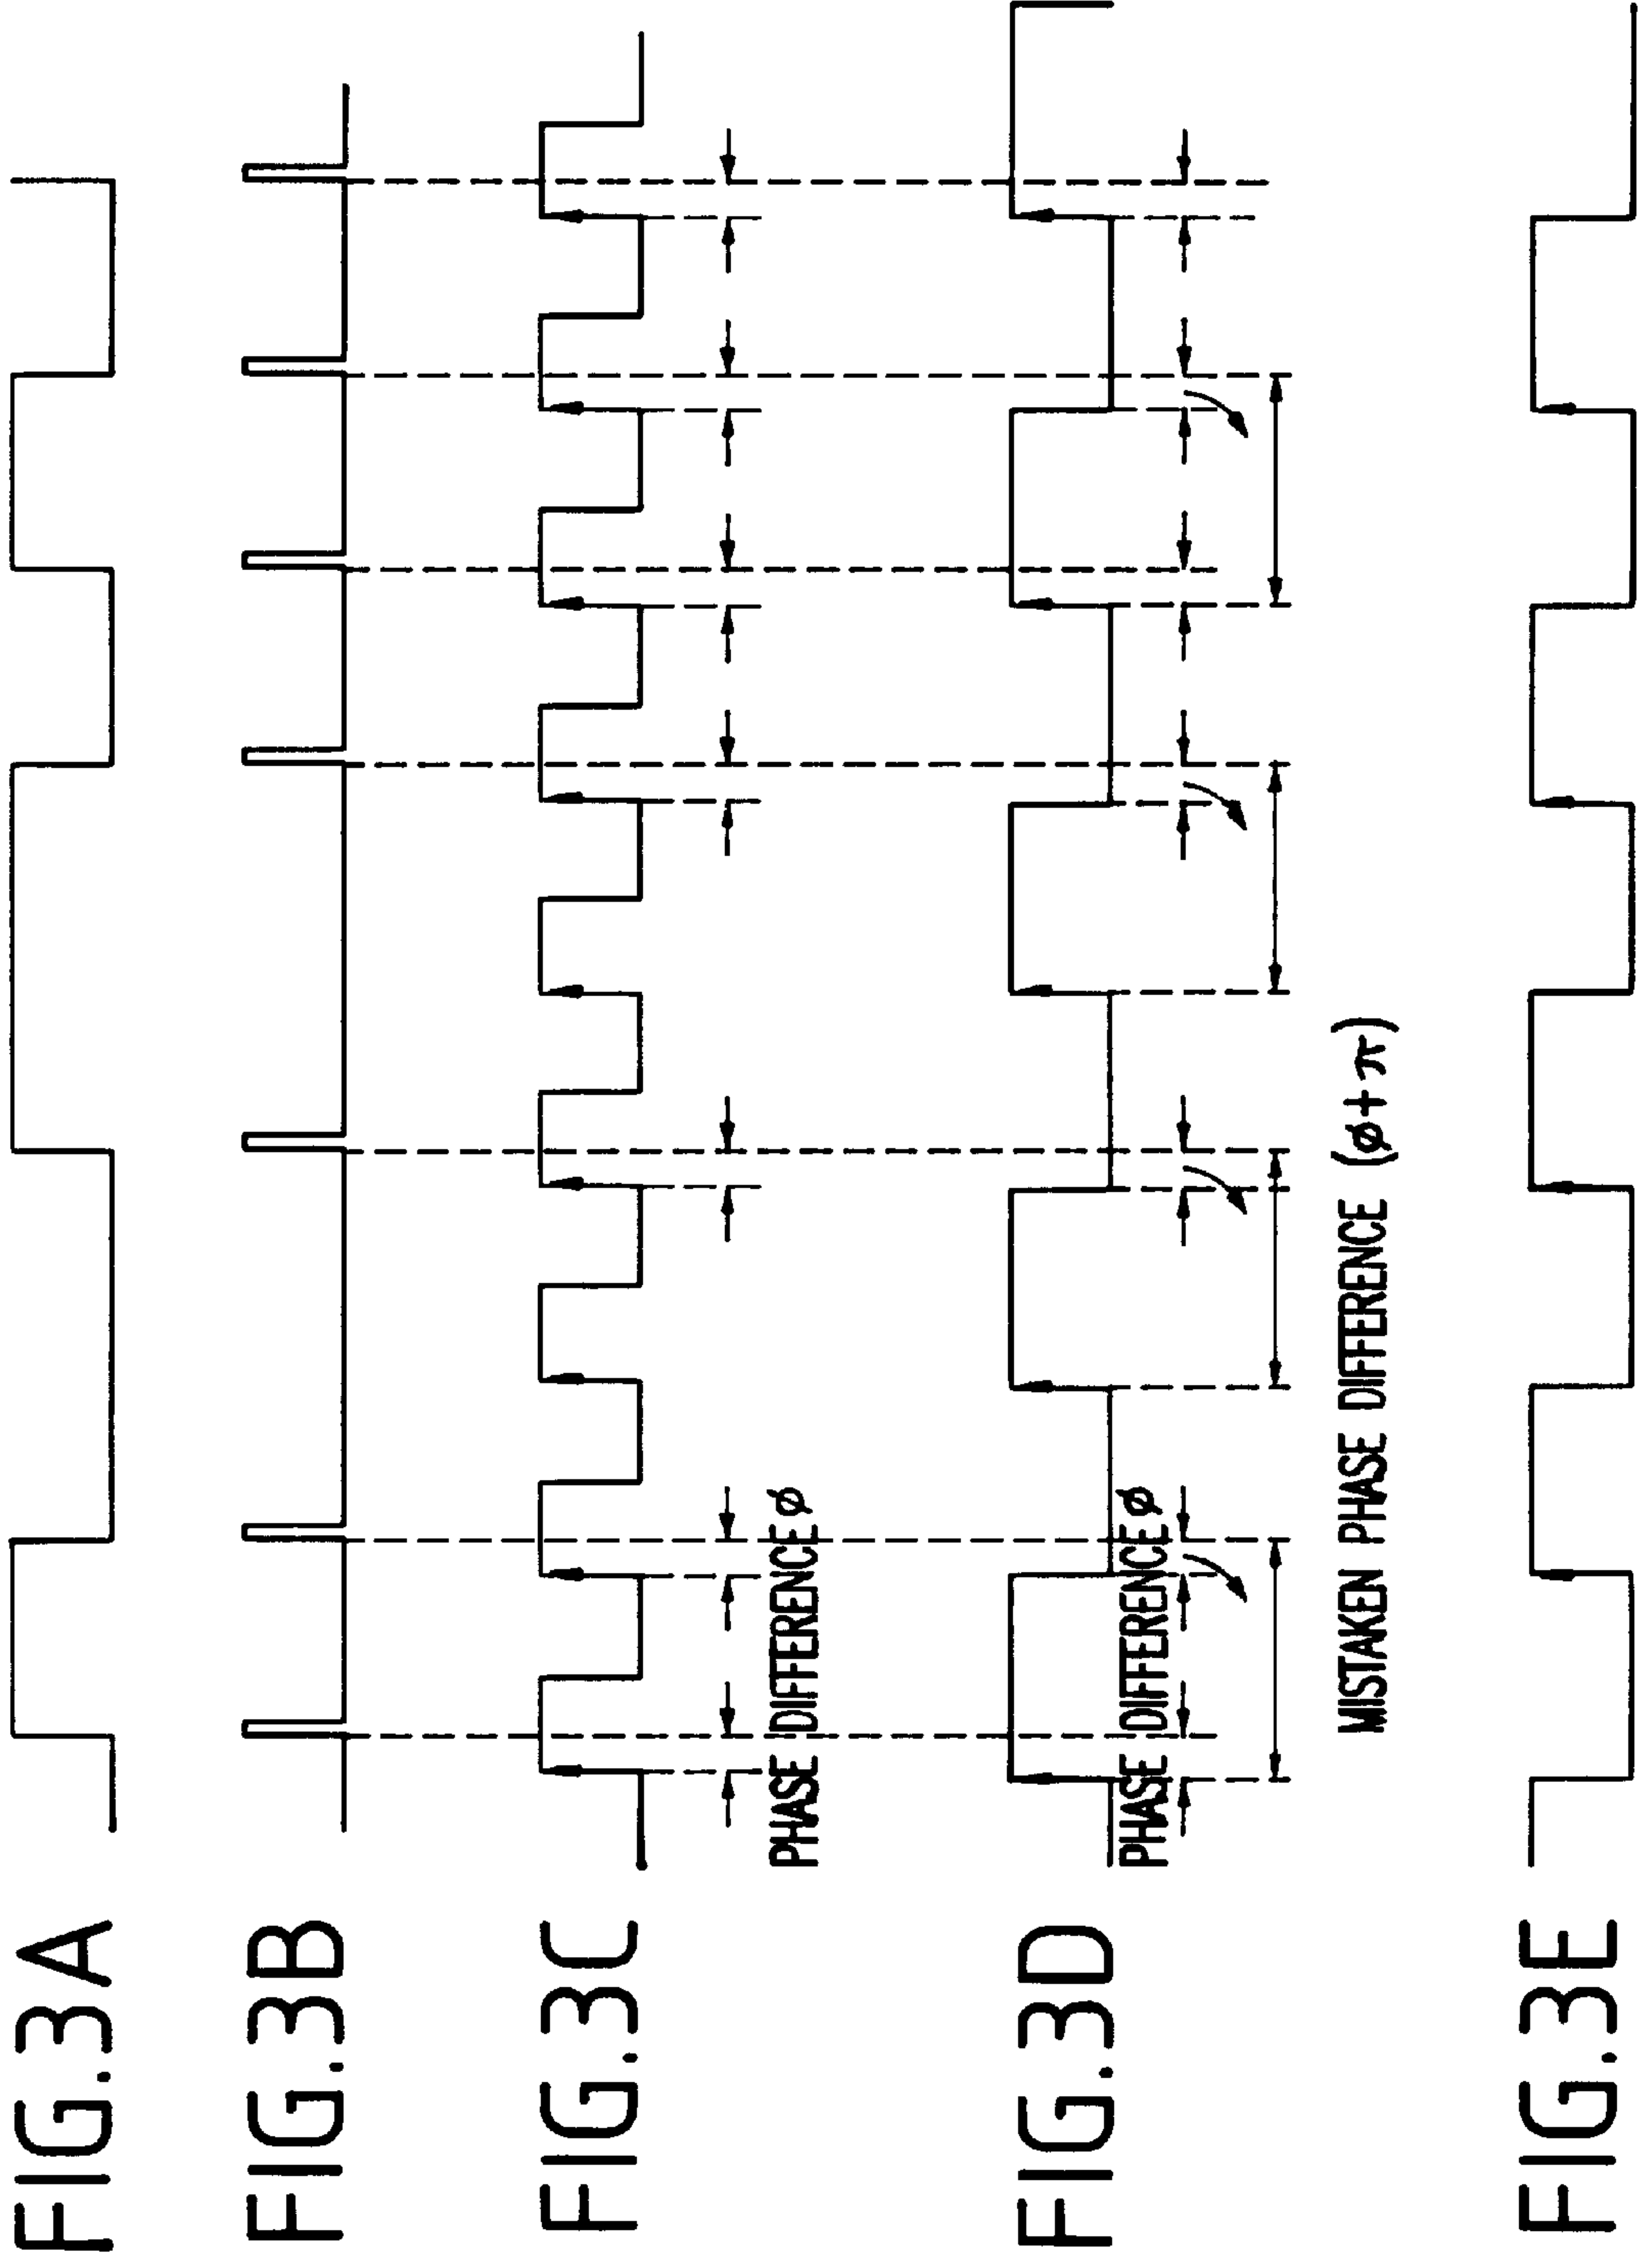 FIG.3A
FIG.3B
FIG.3C
PHASE DIFFERENCE ø
FIG.3D
PHASE DIFFERENCE ø
MISTAKEN PHASE DIFFERENCE (ø+π)
FIG.3E